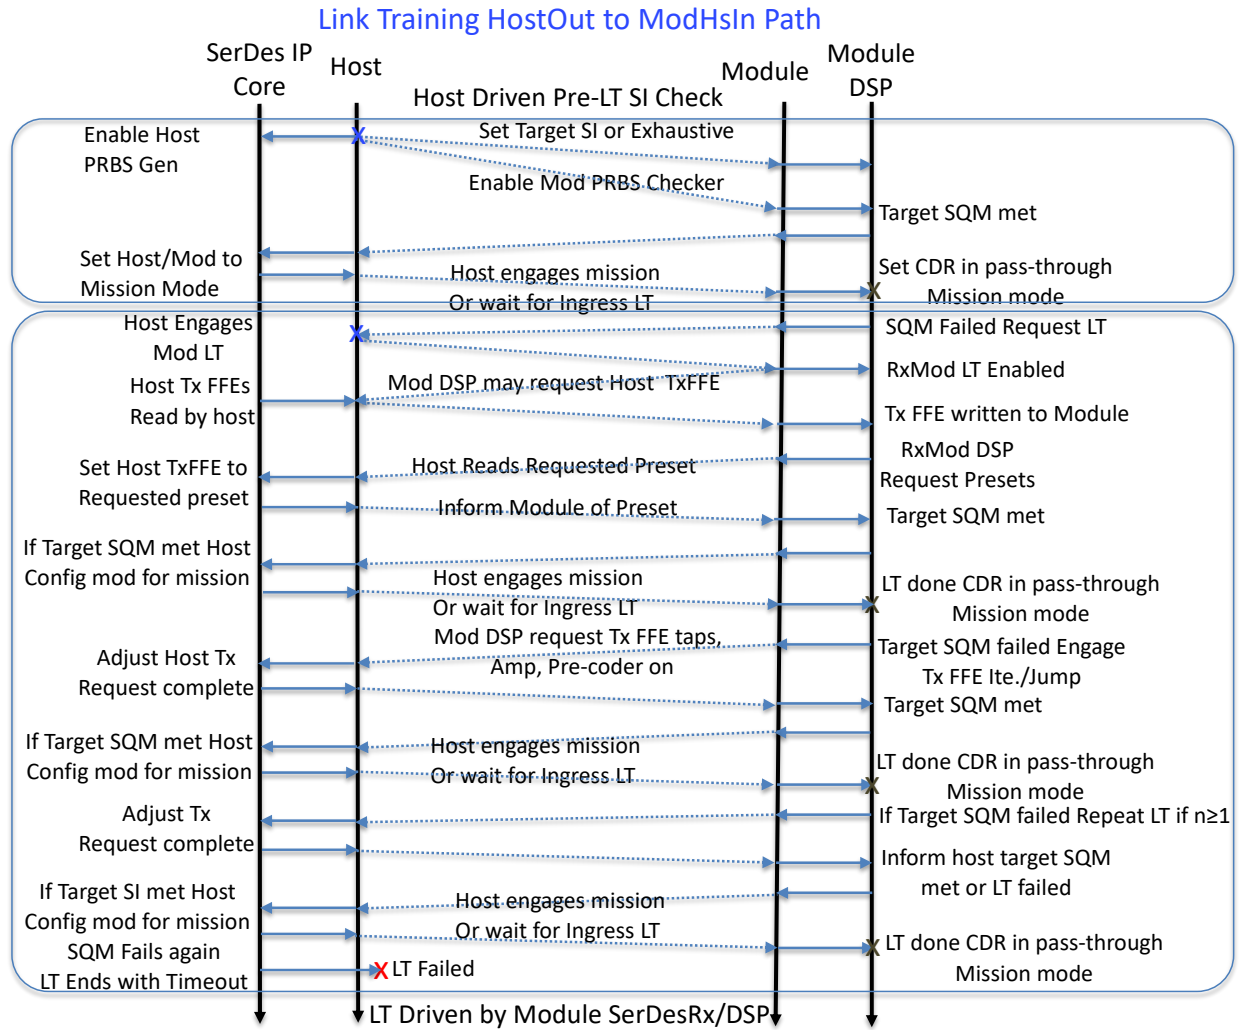 Link Training HostOut to ModHsIn Path
SerDes IP
Core
Host
Module
Module
DSP
Host Driven Pre-LT SI Check
Enable Host
PRBS Gen
Set Target SI or Exhaustive
Enable Mod PRBS Checker
Target SQM met
Set Host/Mod to
Mission Mode
Host engages mission
Or wait for Ingress LT
Set CDR in pass-through
Mission mode
Host Engages
Mod LT
SQM Failed Request LT
RxMod LT Enabled
Host Tx FFEs
Read by host
Mod DSP may request Host TxFFE
Tx FFE written to Module
RxMod DSP
Request Presets
Set Host TxFFE to
Requested preset
Host Reads Requested Preset
Inform Module of Preset
Target SQM met
If Target SQM met Host
Config mod for mission
Host engages mission
Or wait for Ingress LT
LT done CDR in pass-through
Mission mode
Mod DSP request Tx FFE taps,
Amp, Pre-coder on
Target SQM failed Engage
Tx FFE Ite./Jump
Adjust Host Tx
Request complete
Target SQM met
If Target SQM met Host
Config mod for mission
Host engages mission
Or wait for Ingress LT
LT done CDR in pass-through
Mission mode
Adjust Tx
Request complete
If Target SQM failed Repeat LT if n≥1
Inform host target SQM
met or LT failed
If Target SI met Host
Config mod for mission
Host engages mission
Or wait for Ingress LT
LT done CDR in pass-through
Mission mode
SQM Fails again
LT Ends with Timeout
X LT Failed
LT Driven by Module SerDesRx/DSP